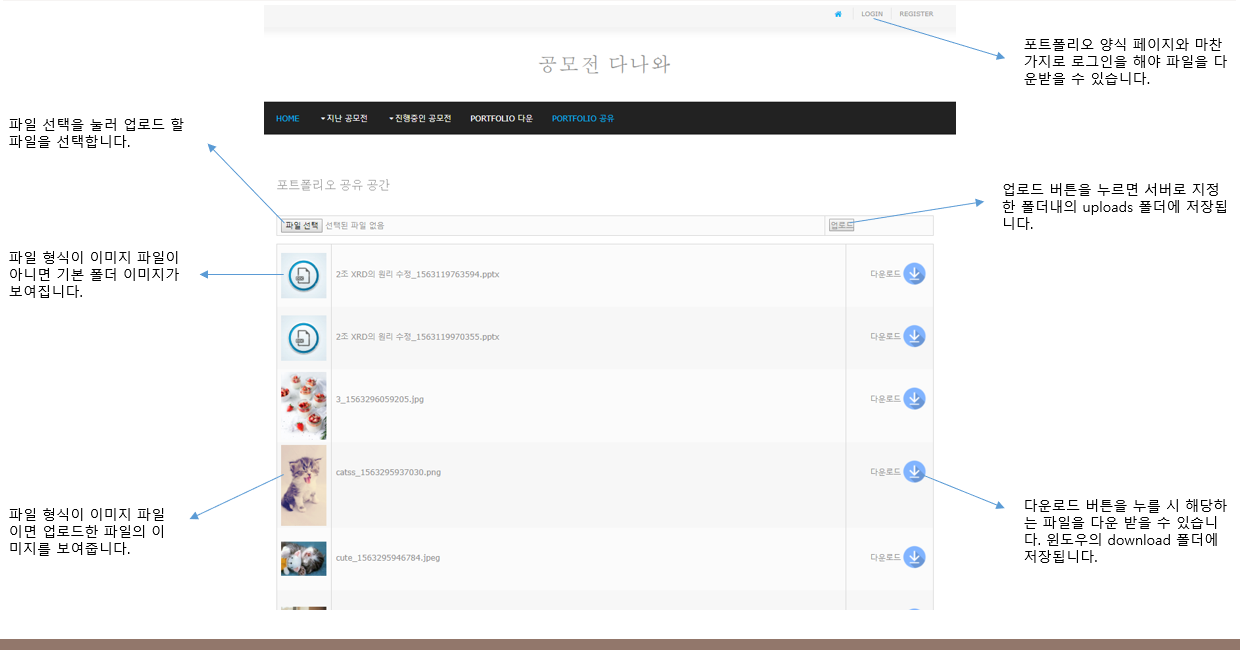 LOGIN
REGISTER
포트폴리오 양식 페이지와 마찬
가지로 로그인을 해야 파일을 다
운받을 수 있습니다.
공모전 다나와
HOME
지난 공모전
진행중인 공모전
PORTFOLIO 다운
PORTFOLIO 공유
파일 선택을 눌러 업로드 할
파일을 선택합니다.
포트폴리오 공유 공간
업로드 버튼을 누르면 서버로 지정
한 폴더내의 uploads 폴더에 저장됩
니다.
파일 선택 선택된 파일 없음
업로드
파일 형식이 이미지 파일이
아니면 기본 폴더 이미지가
보여집니다.
2조 XRD의 원리 수정_1563119763594.pptx
다운로드
2조 XRD의 원리 수정_1563119970355.pptx
다운로드
3_1563296059205.jpg
다운로드
catss_1563295937030.png
다운로드
파일 형식이 이미지 파일
이면 업로드한 파일의 이
미지를 보여줍니다.
다운로드 버튼을 누를 시 해당하
는 파일을 다운 받을 수 있습니
다. 윈도우의 download 폴더에
저장됩니다.
cute_1563295946784.jpeg
다운로드